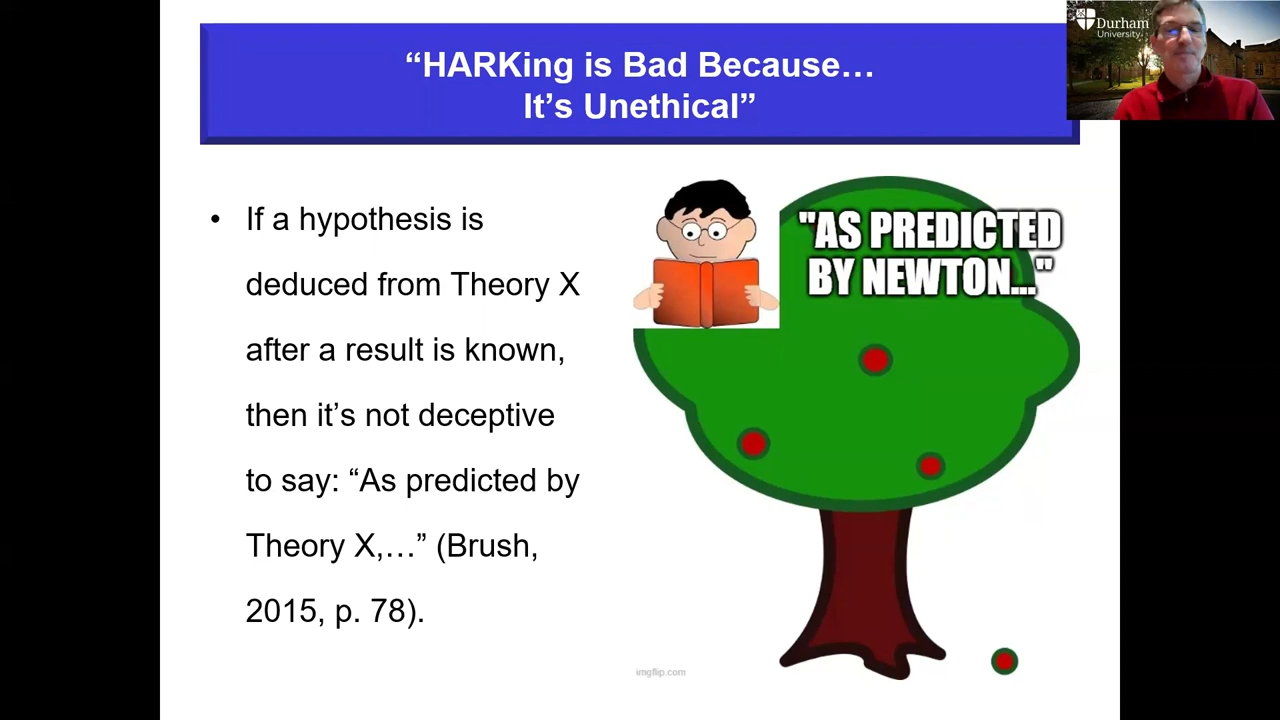 “HARKing is Bad Because…
It’s Unethical”
Durham
University
• If a hypothesis is
deduced from Theory X
after a result is known,
then it’s not deceptive
to say: “As predicted by
Theory X,…” (Brush,
2015, p. 78).
"AS PREDICTED
BY NEWTON..."
imgflip.com